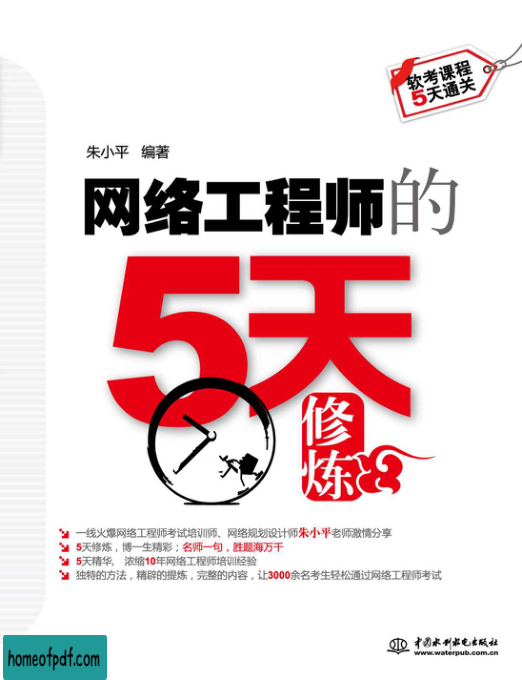 软考课程
5天通关
朱小平 编著
网络工程师的
5天
修炼
一线火爆网络工程师考试培训师、网络规划设计师朱小平老师激情分享
5天修炼，博一生精彩；名师一句，胜题海万千
5天精华， 浓缩10年网络工程师培训经验
独特的方法，精辟的提炼，完整的内容，让3000余名考生轻松通过网络工程师考试
中国水利水电出版社
www.waterpub.com.cn
homeofpdf.com